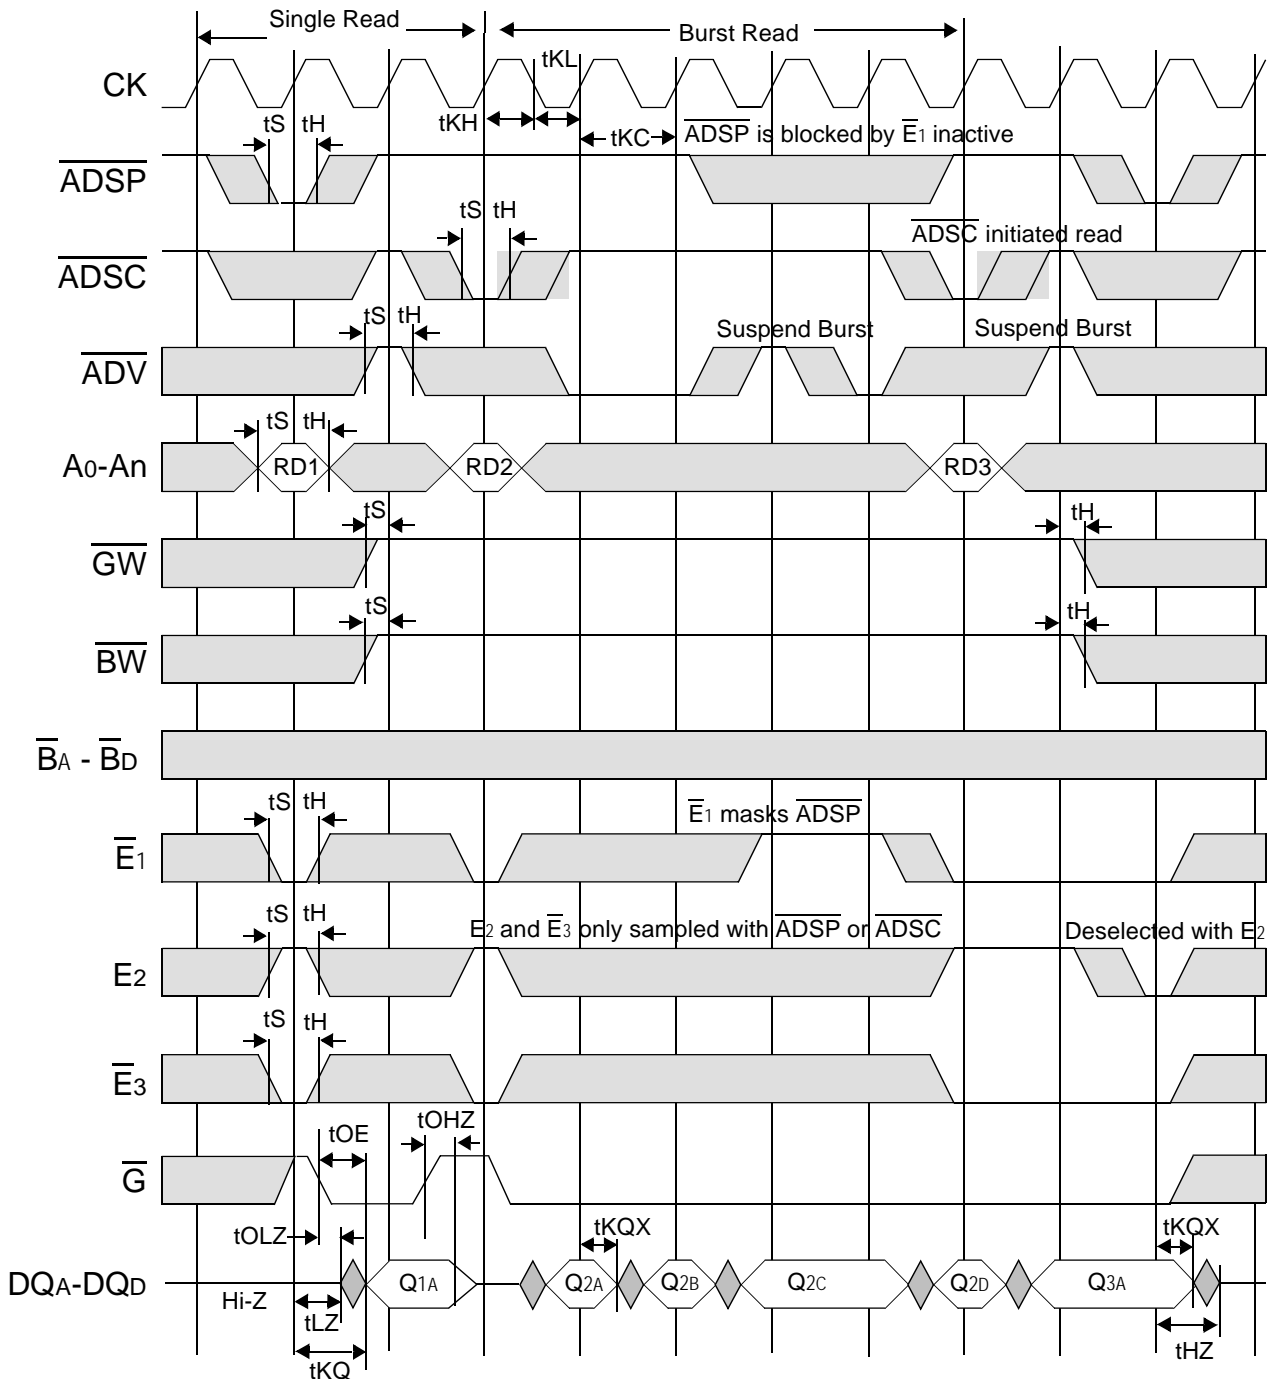 Single Read
Burst Read
CK
tKL
tKH
tKC
tS tH
ADSP is blocked by E1 inactive
ADSP
tS tH
ADSC initiated read
ADSC
tS tH
Suspend Burst
Suspend Burst
ADV
tS tH
A0-An
RD1
RD2
RD3
tS
tH
GW
tS
tH
BW
BA - BD
tS tH
E1 masks ADSP
E1
tS tH
E2 and E3 only sampled with ADSP or ADSC
Deselected with E2
E2
tS tH
E3
tOE
tOHZ
G
tOLZ
tKQX
tKQX
DQA-DQD
Q1A
Q2A
Q2B
Q2C
Q2D
Q3A
Hi-Z
tLZ
tHZ
tKQ